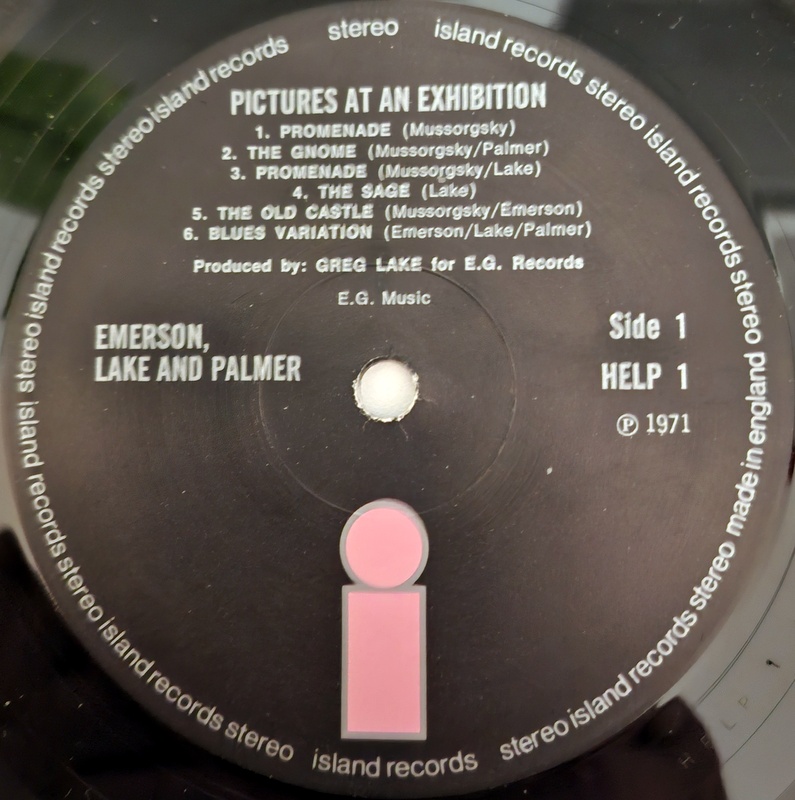 stereo island records stereo island records stereo made in england
PICTURES AT AN EXHIBITION
1. PROMENADE (Mussorgsky)
2. THE GNOME (Mussorgsky/Palmer)
3. PROMENADE (Mussorgsky/Lake)
4. THE SAGE (Lake)
5. THE OLD CASTLE (Mussorgsky/Emerson)
6. BLUES VARIATION (Emerson/Lake/Palmer)
Produced by: GREG LAKE for E.G. Records
E.G. Music
EMERSON,
LAKE AND PALMER
Side 1
HELP 1
Ⓟ 1971
stereo island records stereo island records stereo island records stereo
island records stereo island records stereo island records
i
HELP 1